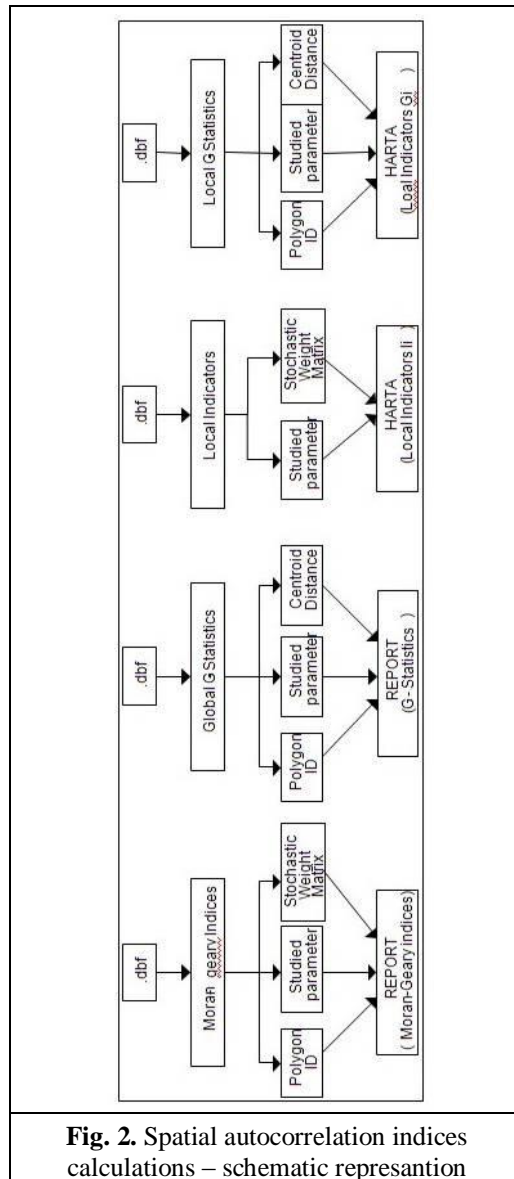 .dbf
Moran geary Indices
Polygon ID
Studied
parameter
Stochastic
Weight
Matrix
REPORT
( Moran-Geary indices)
.dbf
Global G Statistics
Polygon
ID
Studied
parameter
Centroid
Distance
REPORT
(G - Statistics )
.dbf
Local Indicators
Studied
parameter
Stochastic
Weight
Matrix
HARTA
(Local Indicators Ii )
.dbf
Local G Statistics
Polygon
ID
Studied
parameter
Centroid
Distance
HARTA
(Loal Indicators Gi )
Fig. 2. Spatial autocorrelation indices
calculations – schematic represantion